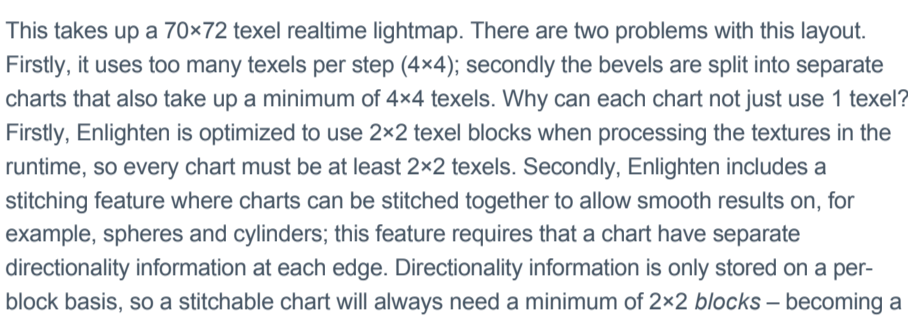 This takes up a 70×72 texel realtime lightmap. There are two problems with this layout.
Firstly, it uses too many texels per step (4×4); secondly the bevels are split into separate
charts that also take up a minimum of 4×4 texels. Why can each chart not just use 1 texel?
Firstly, Enlighten is optimized to use 2×2 texel blocks when processing the textures in the
runtime, so every chart must be at least 2×2 texels. Secondly, Enlighten includes a
stitching feature where charts can be stitched together to allow smooth results on, for
example, spheres and cylinders; this feature requires that a chart have separate
directionality information at each edge. Directionality information is only stored on a per-
block basis, so a stitchable chart will always need a minimum of 2×2 blocks – becoming a